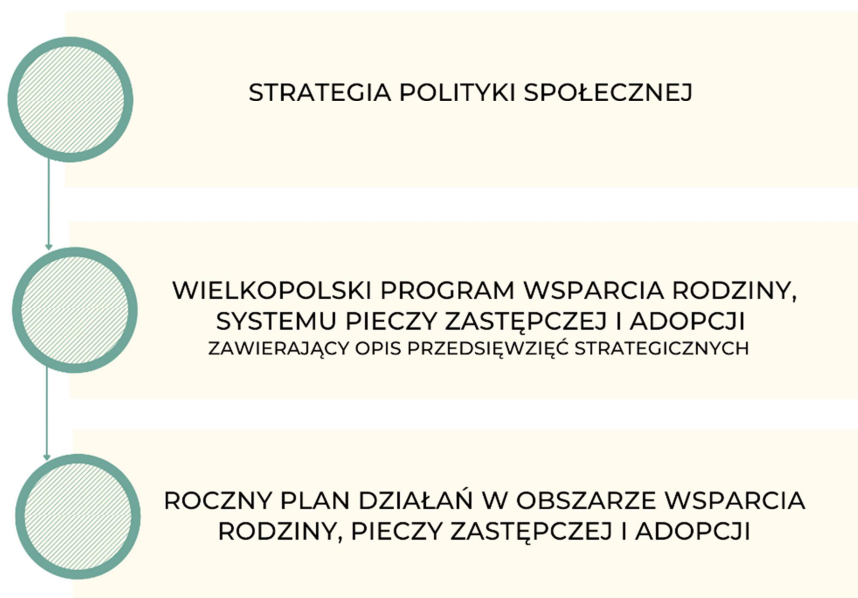 STRATEGIA POLITYKI SPOŁECZNEJ
WIELKOPOLSKI PROGRAM WSPARCIA RODZINY,
SYSTEMU PIECZY ZASTĘPCZEJ I ADOPCJI
ZAWIERAJĄCY OPIS PRZEDSIĘWZIĘĆ STRATEGICZNYCH
ROCZNY PLAN DZIAŁAŃ W OBSZARZE WSPARCIA
RODZINY, PIECZY ZASTĘPCZEJ I ADOPCJI